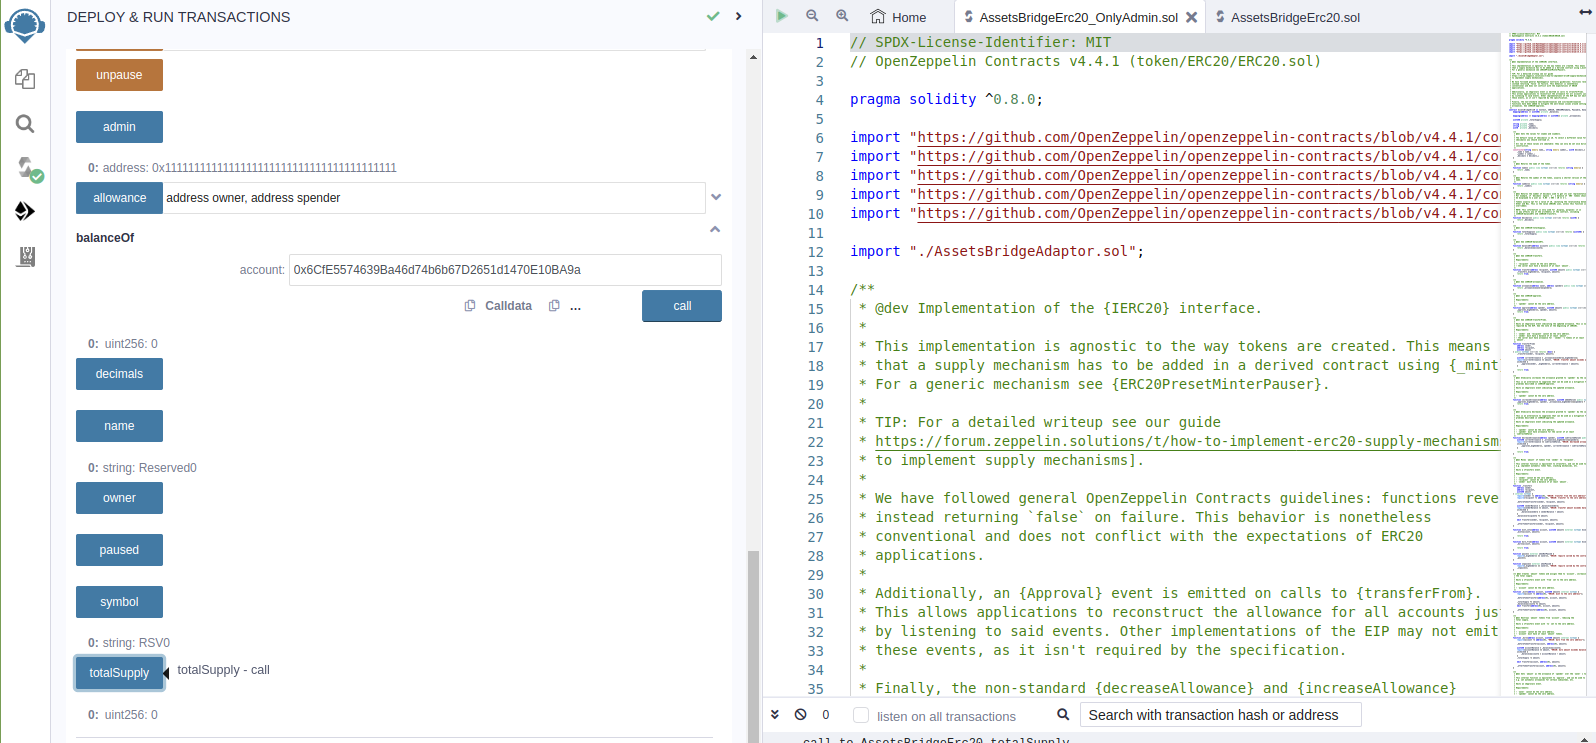 DEPLOY & RUN TRANSACTIONS
unpause
admin
0: address: 0x1111111111111111111111111111111111111111
allowance address owner, address spender
balanceOf
account: 0x6CfE5574639Ba46d74b6b67D2651d1470E10BA9a
Calldata ... call
0: uint256: 0
decimals
name
0: string: Reserved0
owner
paused
symbol
0: string: RSV0
totalSupply totalSupply - call
0: uint256: 0
Home AssetsBridgeErc20_OnlyAdmin.sol AssetsBridgeErc20.sol
1 // SPDX-License-Identifier: MIT
2 // OpenZeppelin Contracts v4.4.1 (token/ERC20/ERC20.sol)
3
4 pragma solidity ^0.8.0;
5
6 import "https://github.com/OpenZeppelin/openzeppelin-contracts/blob/v4.4.1/co
7 import "https://github.com/OpenZeppelin/openzeppelin-contracts/blob/v4.4.1/co
8 import "https://github.com/OpenZeppelin/openzeppelin-contracts/blob/v4.4.1/co
9 import "https://github.com/OpenZeppelin/openzeppelin-contracts/blob/v4.4.1/co
10 import "https://github.com/OpenZeppelin/openzeppelin-contracts/blob/v4.4.1/co
11
12 import "./AssetsBridgeAdaptor.sol";
13
14 /**
15 * @dev Implementation of the {IERC20} interface.
16 *
17 * This implementation is agnostic to the way tokens are created. This means
18 * that a supply mechanism has to be added in a derived contract using {_mint
19 * For a generic mechanism see {ERC20PresetMinterPauser}.
20 *
21 * TIP: For a detailed writeup see our guide
22 * https://forum.zeppelin.solutions/t/how-to-implement-erc20-supply-mechanisms
23 * to implement supply mechanisms].
24 *
25 * We have followed general OpenZeppelin Contracts guidelines: functions reve
26 * instead returning `false` on failure. This behavior is nonetheless
27 * conventional and does not conflict with the expectations of ERC20
28 * applications.
29 *
30 * Additionally, an {Approval} event is emitted on calls to {transferFrom}.
31 * This allows applications to reconstruct the allowance for all accounts jus
32 * by listening to said events. Other implementations of the EIP may not emit
33 * these events, as it isn't required by the specification.
34 *
35 * Finally, the non-standard {decreaseAllowance} and {increaseAllowance}
0 listen on all transactions Search with transaction hash or address
call to AssetsBridgeErc20.totalSupply